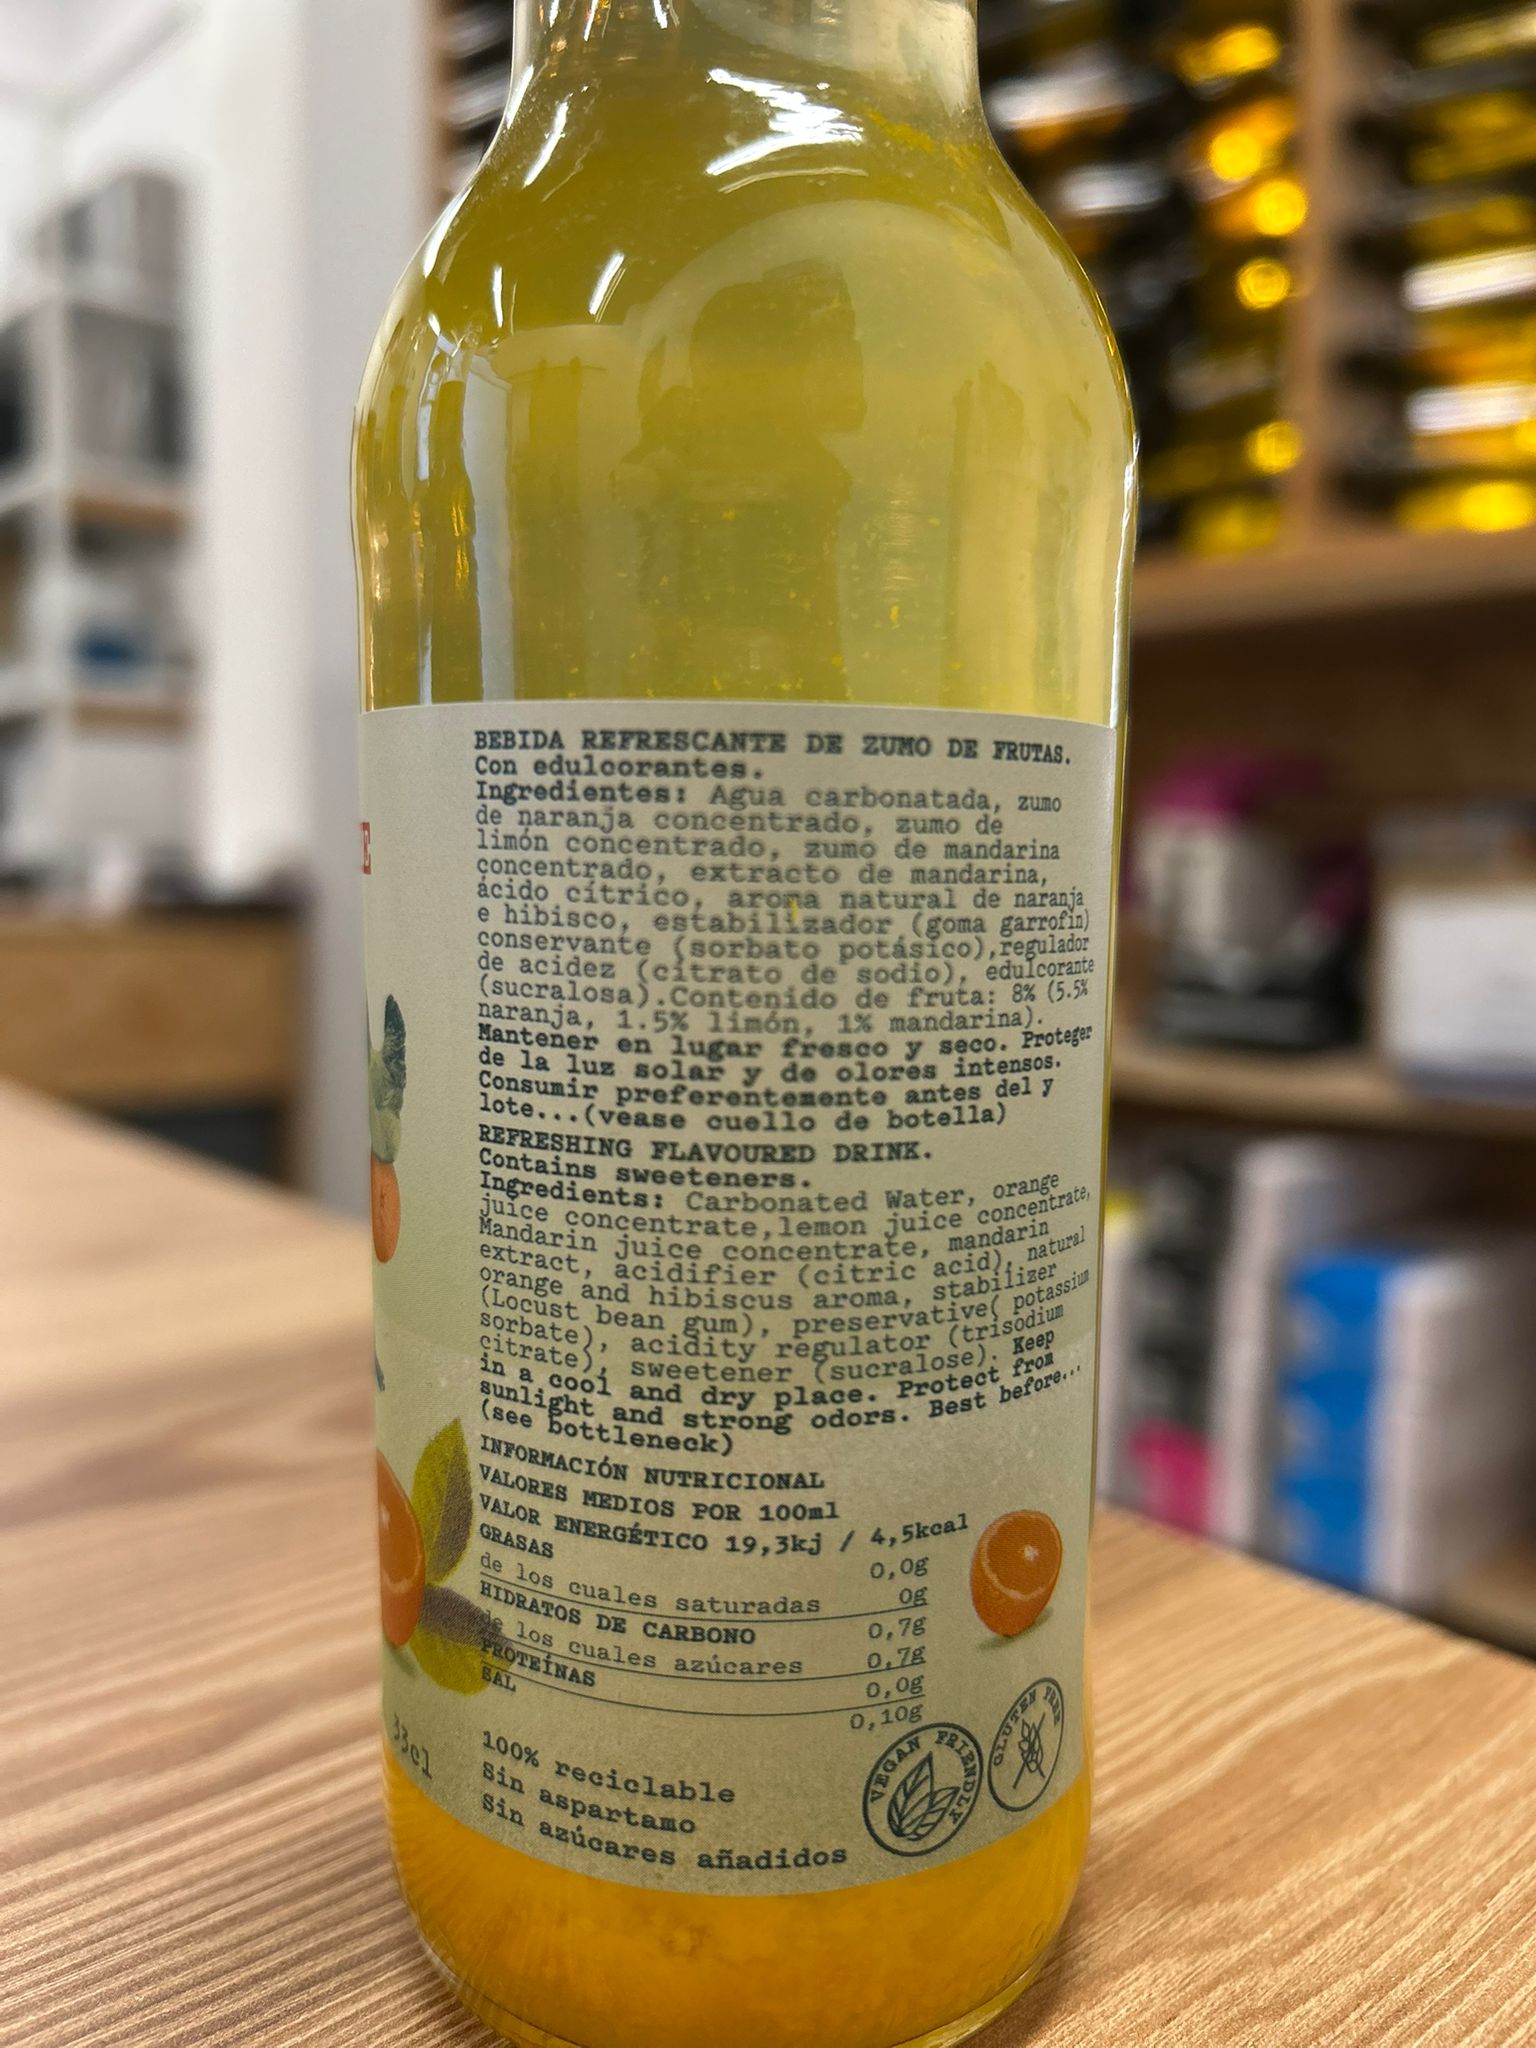 BEBIDA REFRESCANTE DE ZUMO DE FRUTAS.
Con edulcorantes.
Ingredientes: Agua carbonatada, zumo
de naranja concentrado, zumo de
limón concentrado, zumo de mandarina
concentrado, extracto de mandarina,
ácido cítrico, aroma natural de naranja
e hibisco, estabilizador (goma garrofin)
conservante (sorbato potásico),regulador
de acidez (citrato de sodio), edulcorante
(sucralosa).Contenido de fruta: 8% (5.5%
naranja, 1.5% limón, 1% mandarina).
Mantener en lugar fresco y seco. Proteger
de la luz solar y de olores intensos.
Consumir preferentemente antes del y
lote...(vease cuello de botella)
REFRESHING FLAVOURED DRINK.
Contains sweeteners.
Ingredients: Carbonated Water, orange
juice concentrate,lemon juice concentrate,
Mandarin juice concentrate, mandarin
extract, acidifier (citric acid), natural
orange and hibiscus aroma, stabilizer
(Locust bean gum), preservative( potassium
sorbate), acidity regulator (trisodium
citrate), sweetener (sucralose). Keep
in a cool and dry place. Protect from
sunlight and strong odors. Best before...
(see bottleneck)
INFORMACIÓN NUTRICIONAL
VALORES MEDIOS POR 100ml
VALOR ENERGÉTICO 19,3kj / 4,5kcal
GRASAS 0,0g
de los cuales saturadas 0g
HIDRATOS DE CARBONO 0,7g
de los cuales azúcares 0,7g
PROTEÍNAS 0,0g
SAL 0,10g
33cl
100% reciclable
Sin aspartamo
Sin azúcares añadidos
VEGAN FRIENDLY
GLUTEN FREE
E